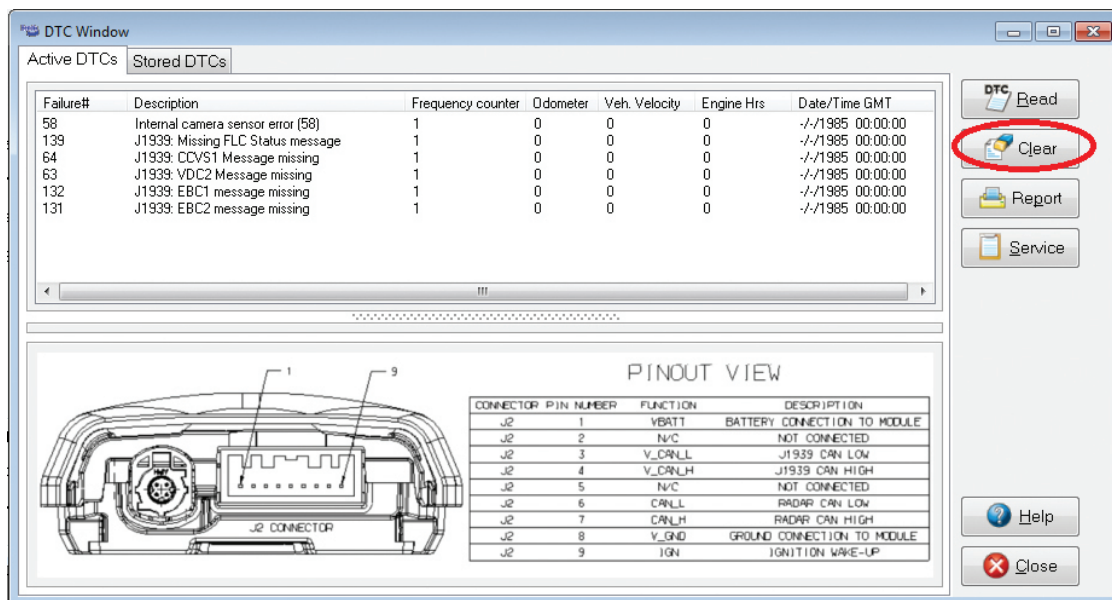 DTC Window
Active DTCs Stored DTCs
Failure# Description Frequency counter Odometer Veh. Velocity Engine Hrs Date/Time GMT
58 Internal camera sensor error (58) 1 0 0 0 -/-/1985 00:00:00
139 J1939: Missing FLC Status message 1 0 0 0 -/-/1985 00:00:00
64 J1939: CCVS1 Message missing 1 0 0 0 -/-/1985 00:00:00
63 J1939: VDC2 Message missing 1 0 0 0 -/-/1985 00:00:00
132 J1939: EBC1 message missing 1 0 0 0 -/-/1985 00:00:00
131 J1939: EBC2 message missing 1 0 0 0 -/-/1985 00:00:00
DTC Read
Clear
Report
Service
1 9
J2 CONNECTOR
PINOUT VIEW
CONNECTOR PIN NUMBER FUNCTION DESCRIPTION
J2 1 VBATT BATTERY CONNECTION TO MODULE
J2 2 N/C NOT CONNECTED
J2 3 V_CAN_L J1939 CAN LOW
J2 4 V_CAN_H J1939 CAN HIGH
J2 5 N/C NOT CONNECTED
J2 6 CAN_L RADAR CAN LOW
J2 7 CAN_H RADAR CAN HIGH
J2 8 V_GND GROUND CONNECTION TO MODULE
J2 9 IGN IGNITION WAKE-UP
Help
Close